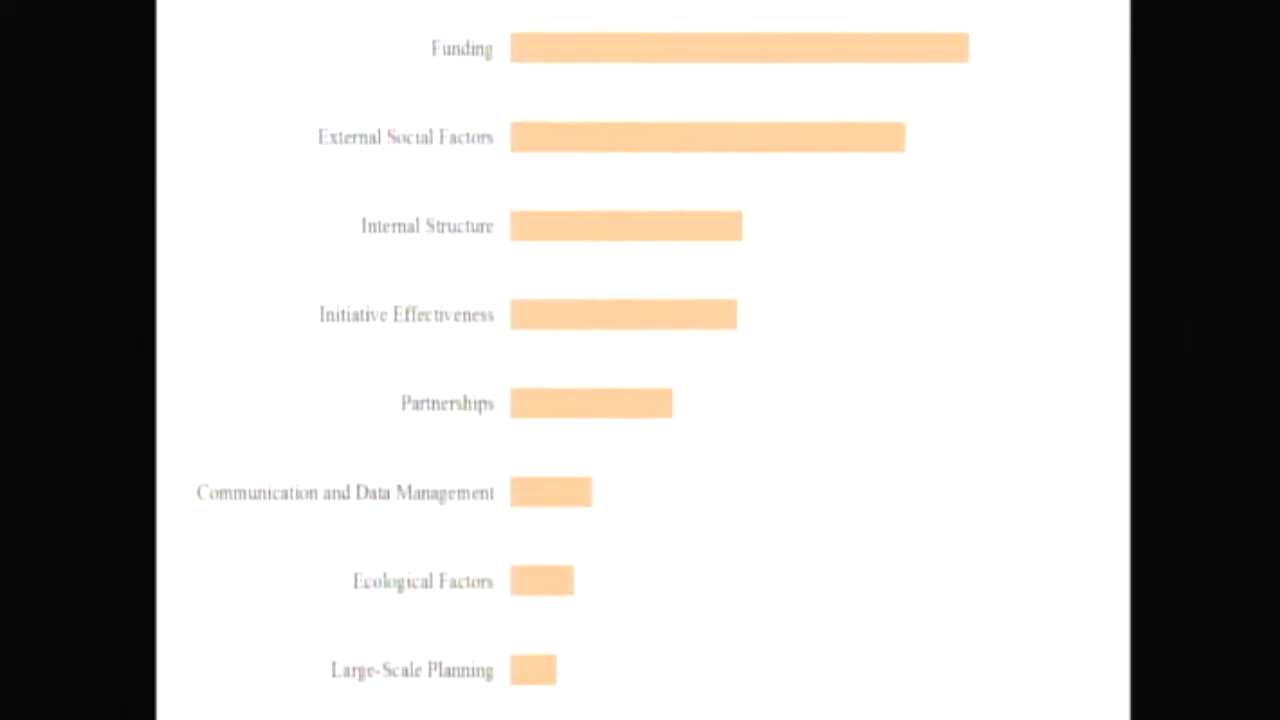 Funding
External Social Factors
Internal Structure
Initiative Effectiveness
Partnerships
Communication and Data Management
Ecological Factors
Large-Scale Planning